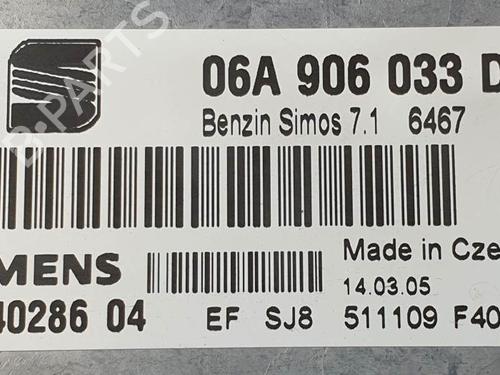 06A 906 033 D
Benzin Simos 7.1 6467
MENS
Made in Cze
14.03.05
40286 04
EF SJ8 511109 F40
B-PARTS